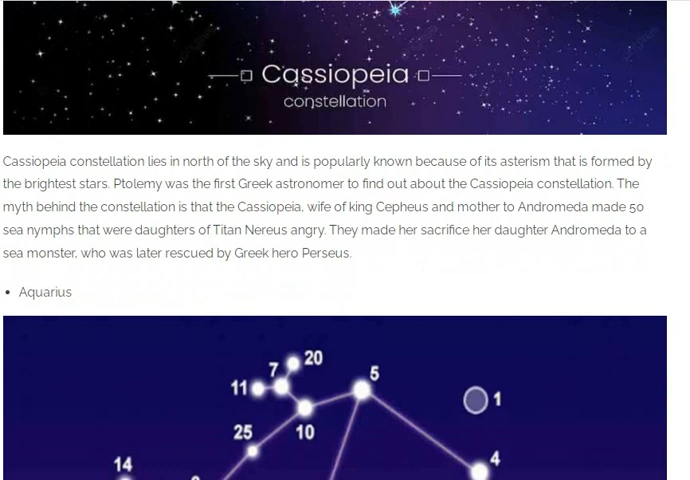 Cassiopeia
constellation
Cassiopeia constellation lies in north of the sky and is popularly known because of its asterism that is formed by
the brightest stars. Ptolemy was the first Greek astronomer to find out about the Cassiopeia constellation. The
myth behind the constellation is that the Cassiopeia, wife of king Cepheus and mother to Andromeda made 50
sea nymphs that were daughters of Titan Nereus angry. They made her sacrifice her daughter Andromeda to a
sea monster, who was later rescued by Greek hero Perseus.
• Aquarius
20
7
5
11
1
25
10
4
14